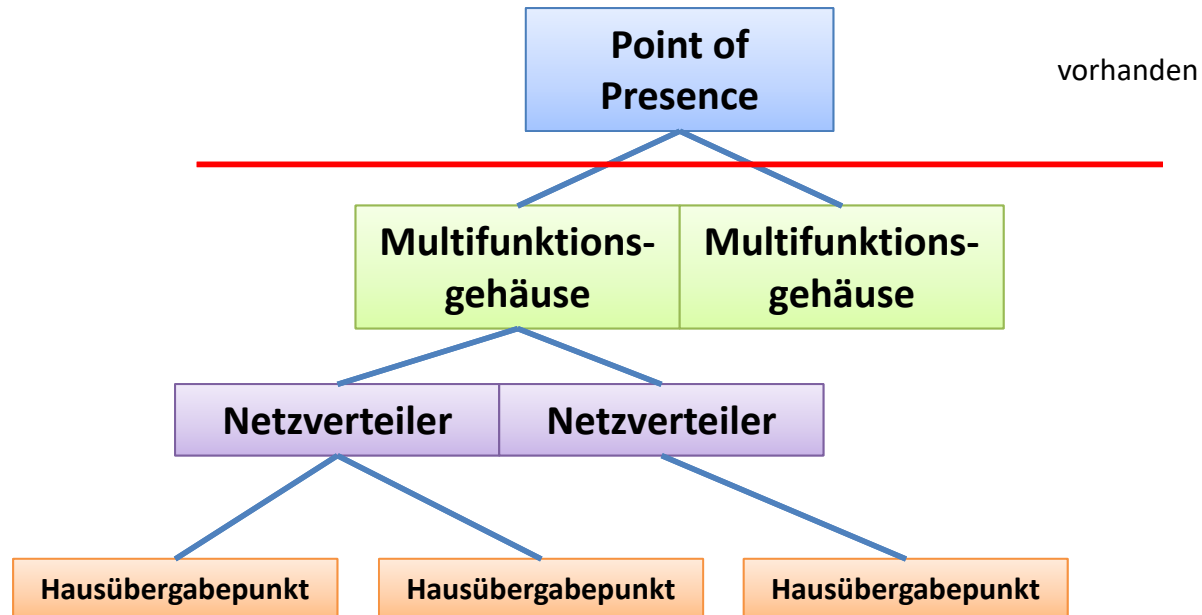 Point of
Presence
vorhanden
Multifunktions-
gehäuse
Multifunktions-
gehäuse
Netzverteiler
Netzverteiler
Hausübergabepunkt
Hausübergabepunkt
Hausübergabepunkt